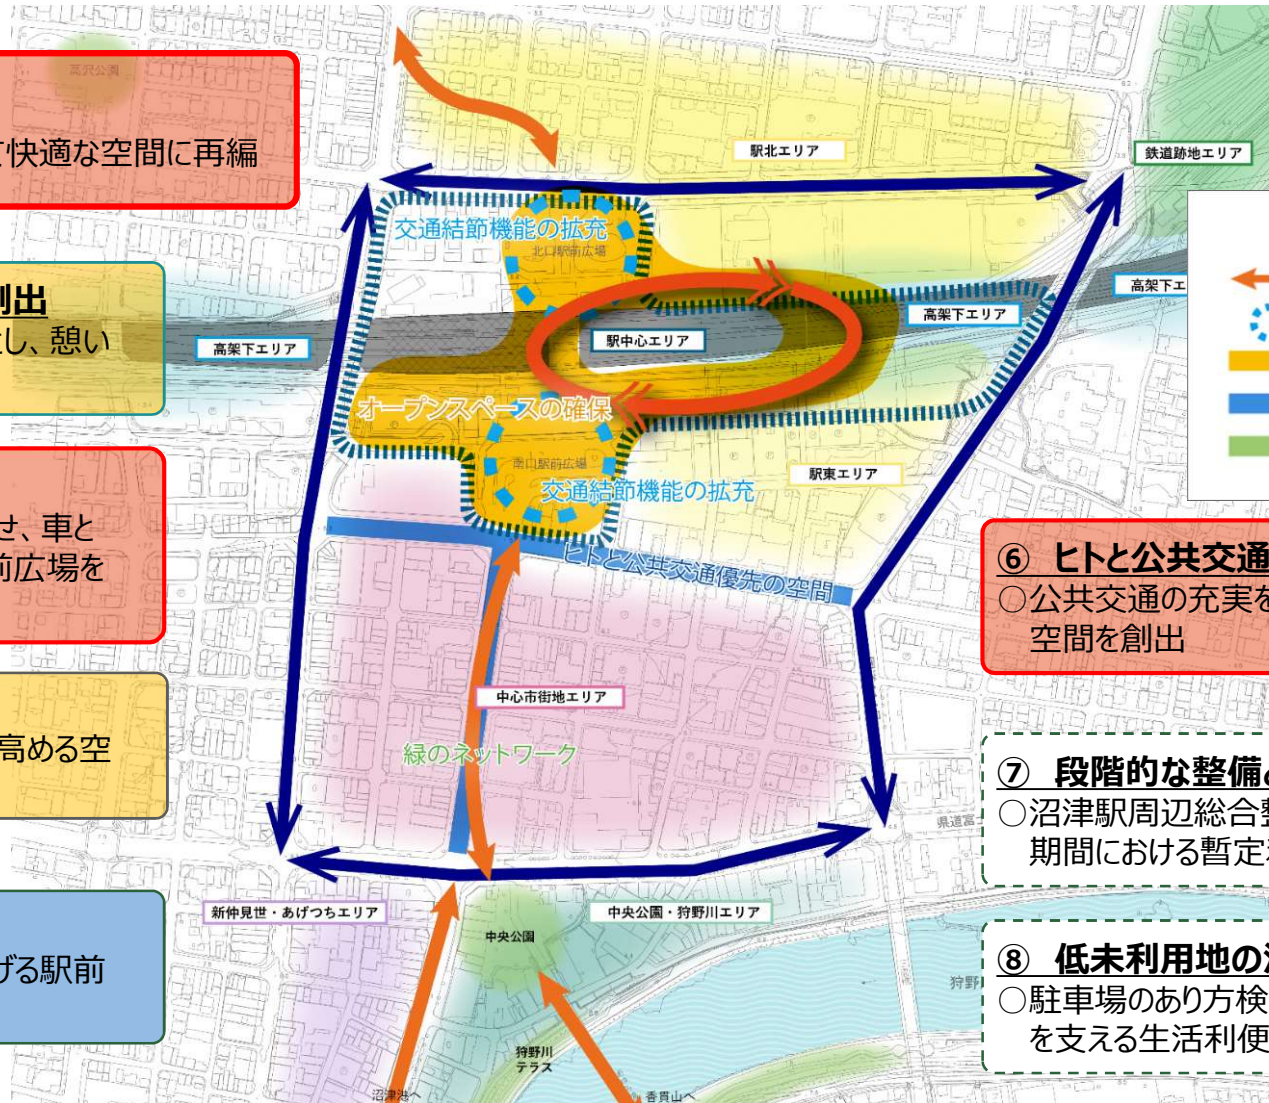 高沢公園
て快適な空間に再編
駅北エリア
鉄道跡地エリア
交通結節機能の拡充
北口駅前広場
創出
し、憩い
高架下エリア
駅中心エリア
高架下エリア
高架下エ
オープンスペースの確保
南口駅前広場
交通結節機能の拡充
駅東エリア
せ、車と
前広場を
ヒトと公共交通優先の空間
⑥ ヒトと公共交通
○公共交通の充実を
空間を創出
中心市街地エリア
緑のネットワーク
高める空
⑦ 段階的な整備
○沼津駅周辺総合整
期間における暫定
県道富
新仲見世・あげつちエリア
中央公園・狩野川エリア
中央公園
げる駅前
狩野
⑧ 低未利用地の
○駐車場のあり方検
を支える生活利便
狩野川
テラス
沼津港へ
香貫山へ